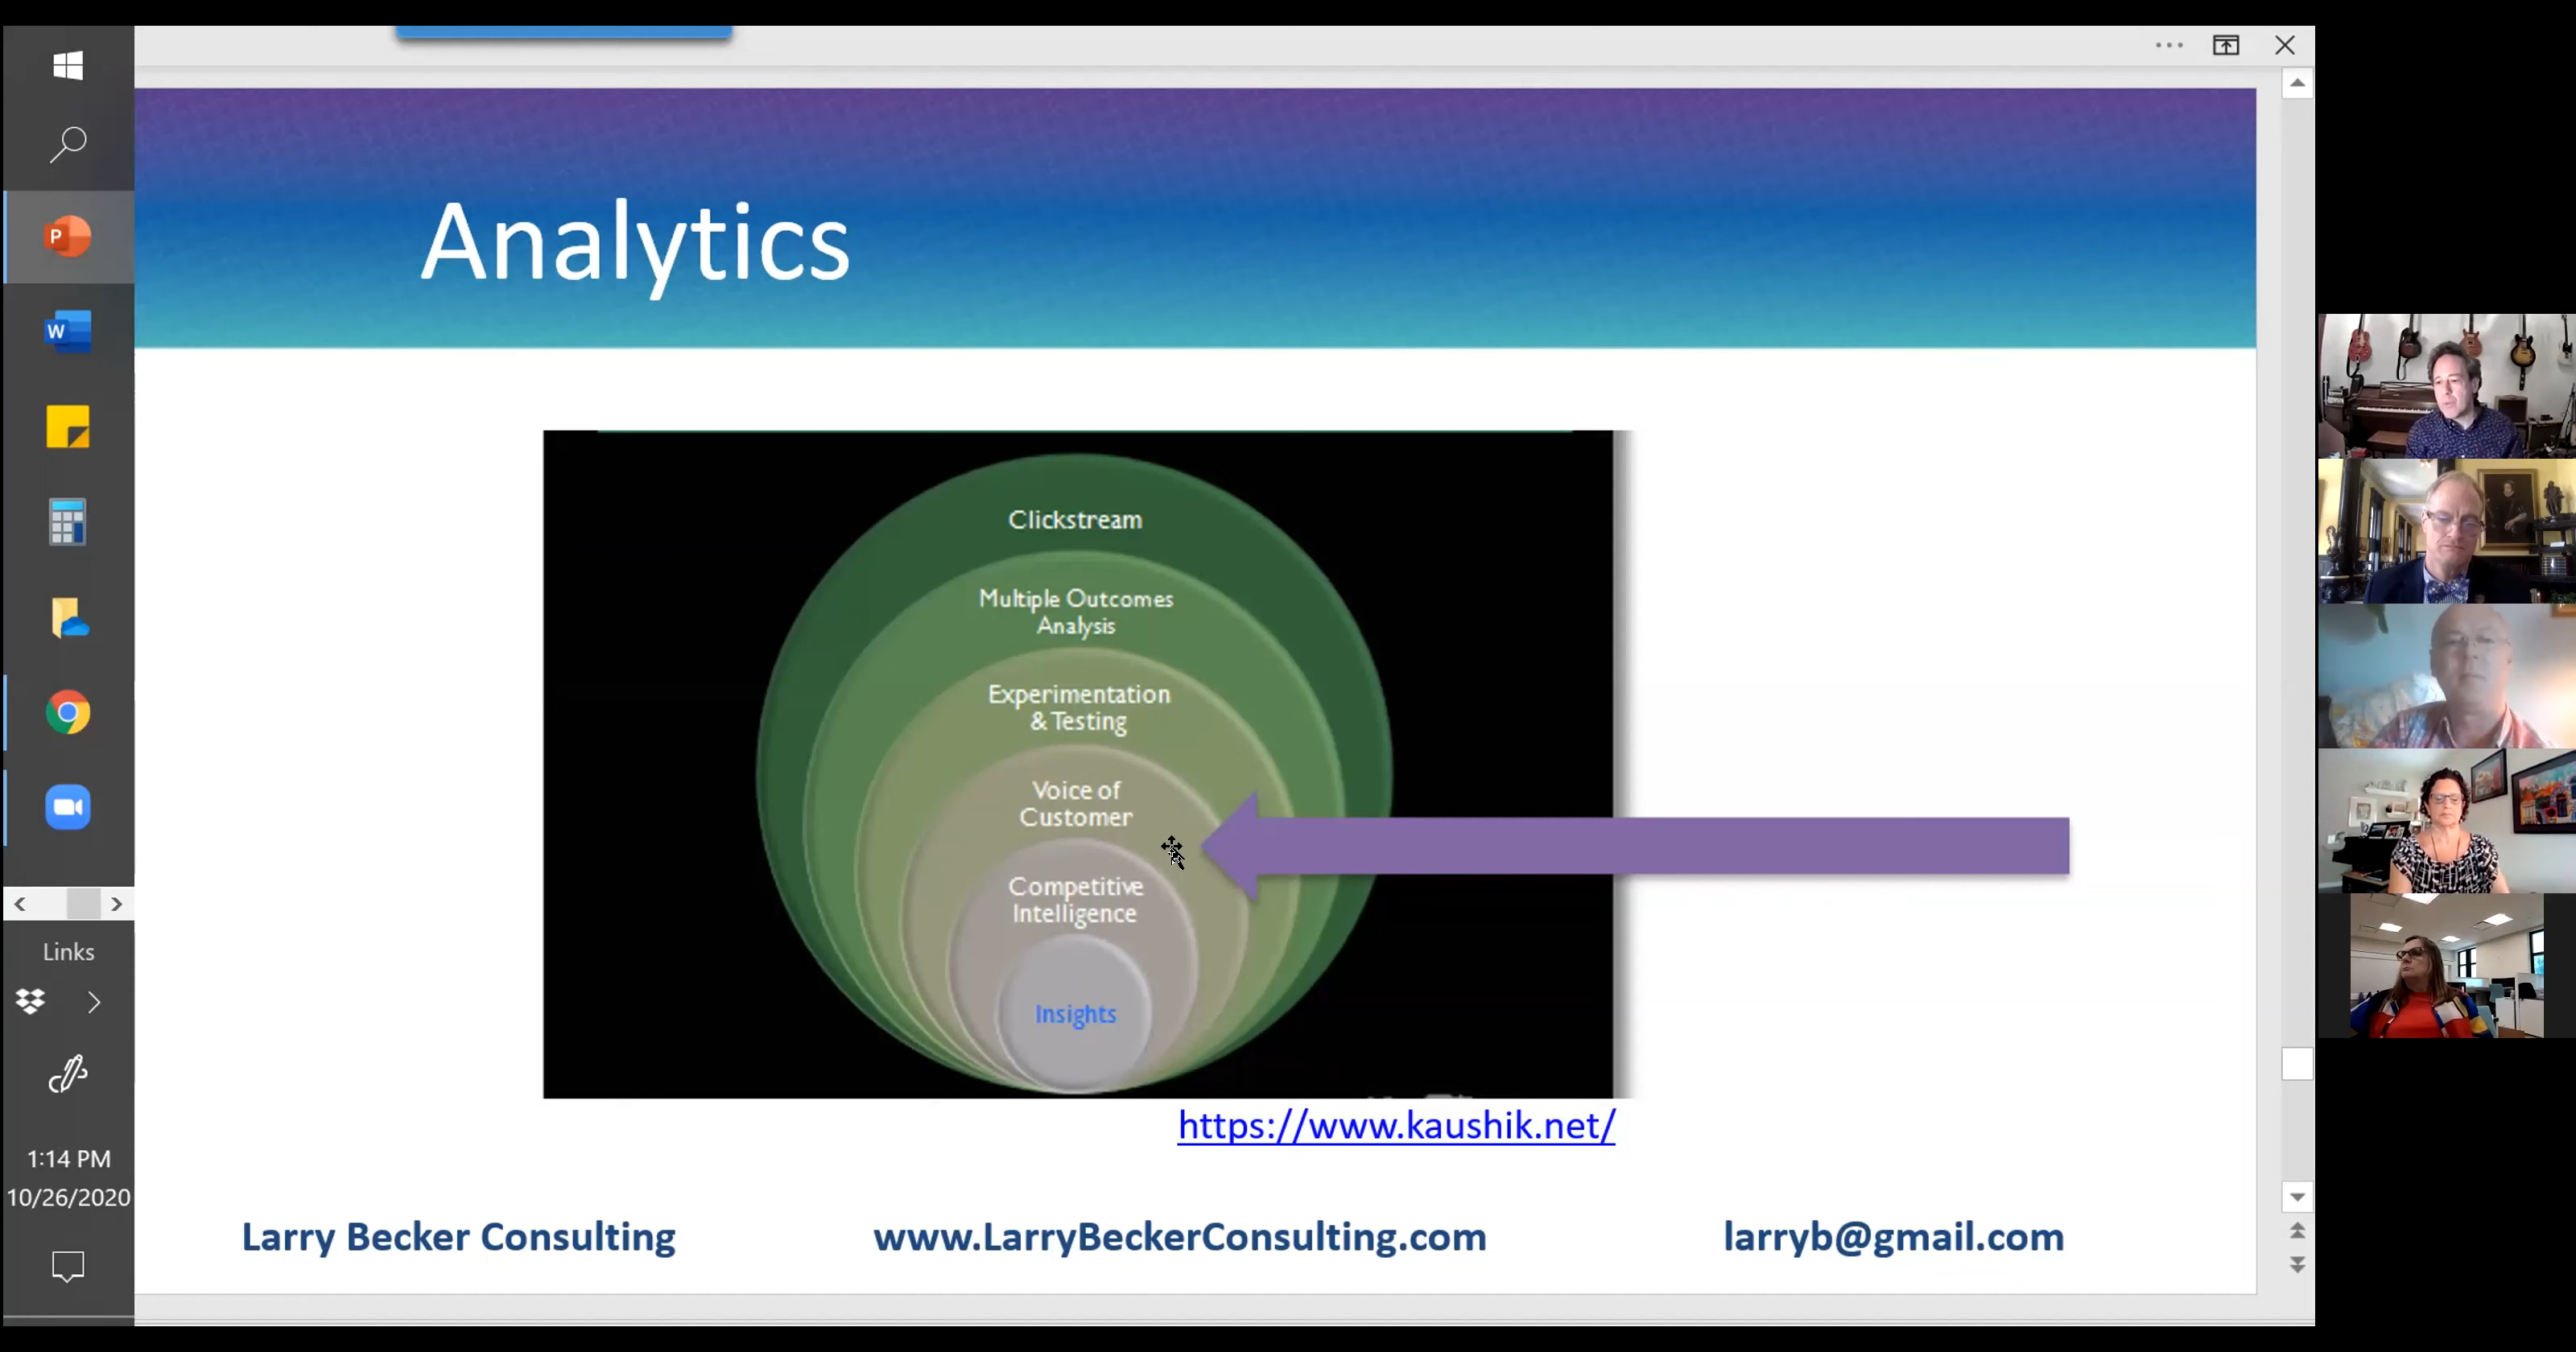 Analytics
Clickstream
Multiple Outcomes
Analysis
Experimentation
& Testing
Voice of
Customer
Competitive
Intelligence
Insights
https://www.kaushik.net/
Larry Becker Consulting
www.LarryBeckerConsulting.com
larryb@gmail.com
P
W
Links
1:14 PM
10/26/2020